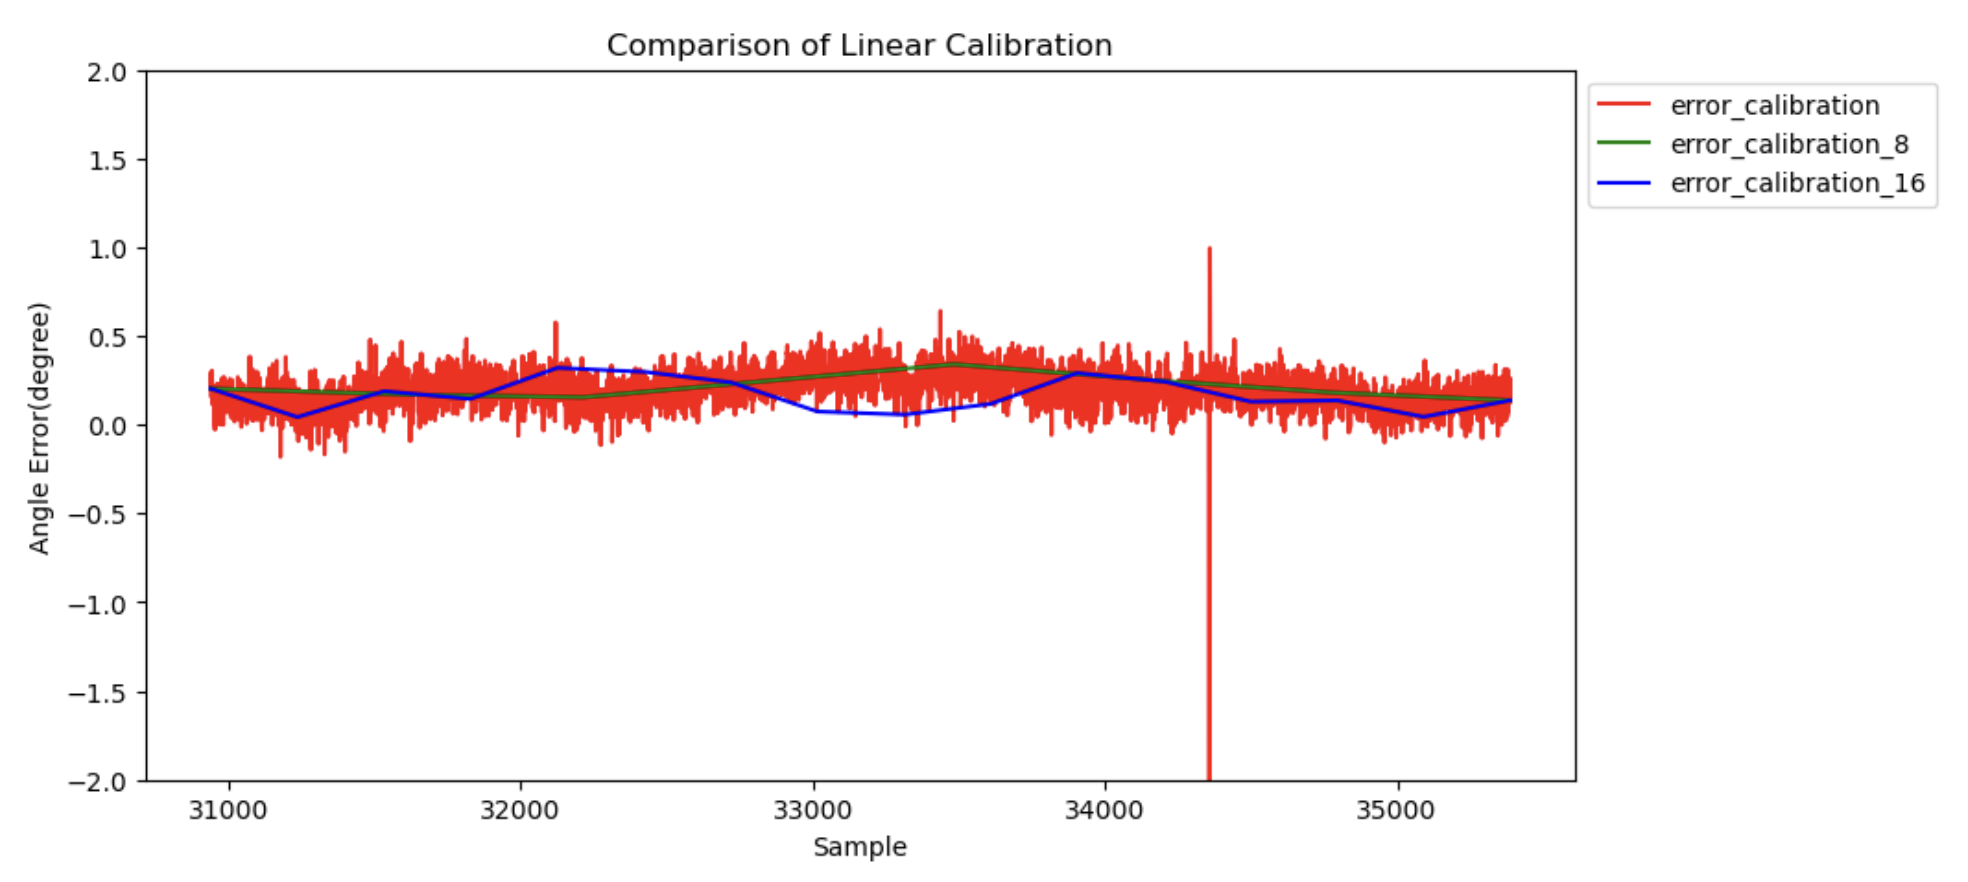 Comparison of Linear Calibration
2.0
1.5
1.0
0.5
0.0
−0.5
−1.0
−1.5
−2.0
Angle Error(degree)
31000 32000 33000 34000 35000
Sample
error_calibration
error_calibration_8
error_calibration_16